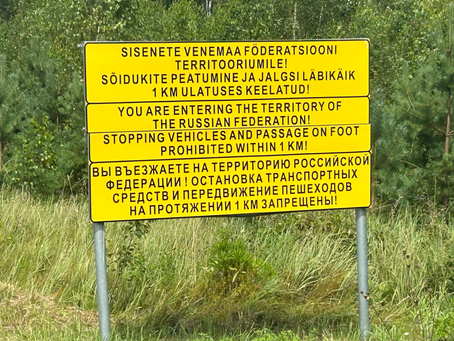 SISENETE VENEMAA FÖDERATSIOONI
TERRITOORIUMILE!
SÕIDUKITE PEATUMINE JA JALGSI LÄBIKÄIK
1 KM ULATUSES KEELATUD!
YOU ARE ENTERING THE TERRITORY OF
THE RUSSIAN FEDERATION!
STOPPING VEHICLES AND PASSAGE ON FOOT
PROHIBITED WITHIN 1 KM!
ВЫ ВЪЕЗЖАЕТЕ НА ТЕРРИТОРИЮ РОССИЙСКОЙ
ФЕДЕРАЦИИ! ОСТАНОВКА ТРАНСПОРТНЫХ
СРЕДСТВ И ПЕРЕДВИЖЕНИЕ ПЕШЕХОДОВ
НА ПРОТЯЖЕНИИ 1 КМ ЗАПРЕЩЕНЫ!